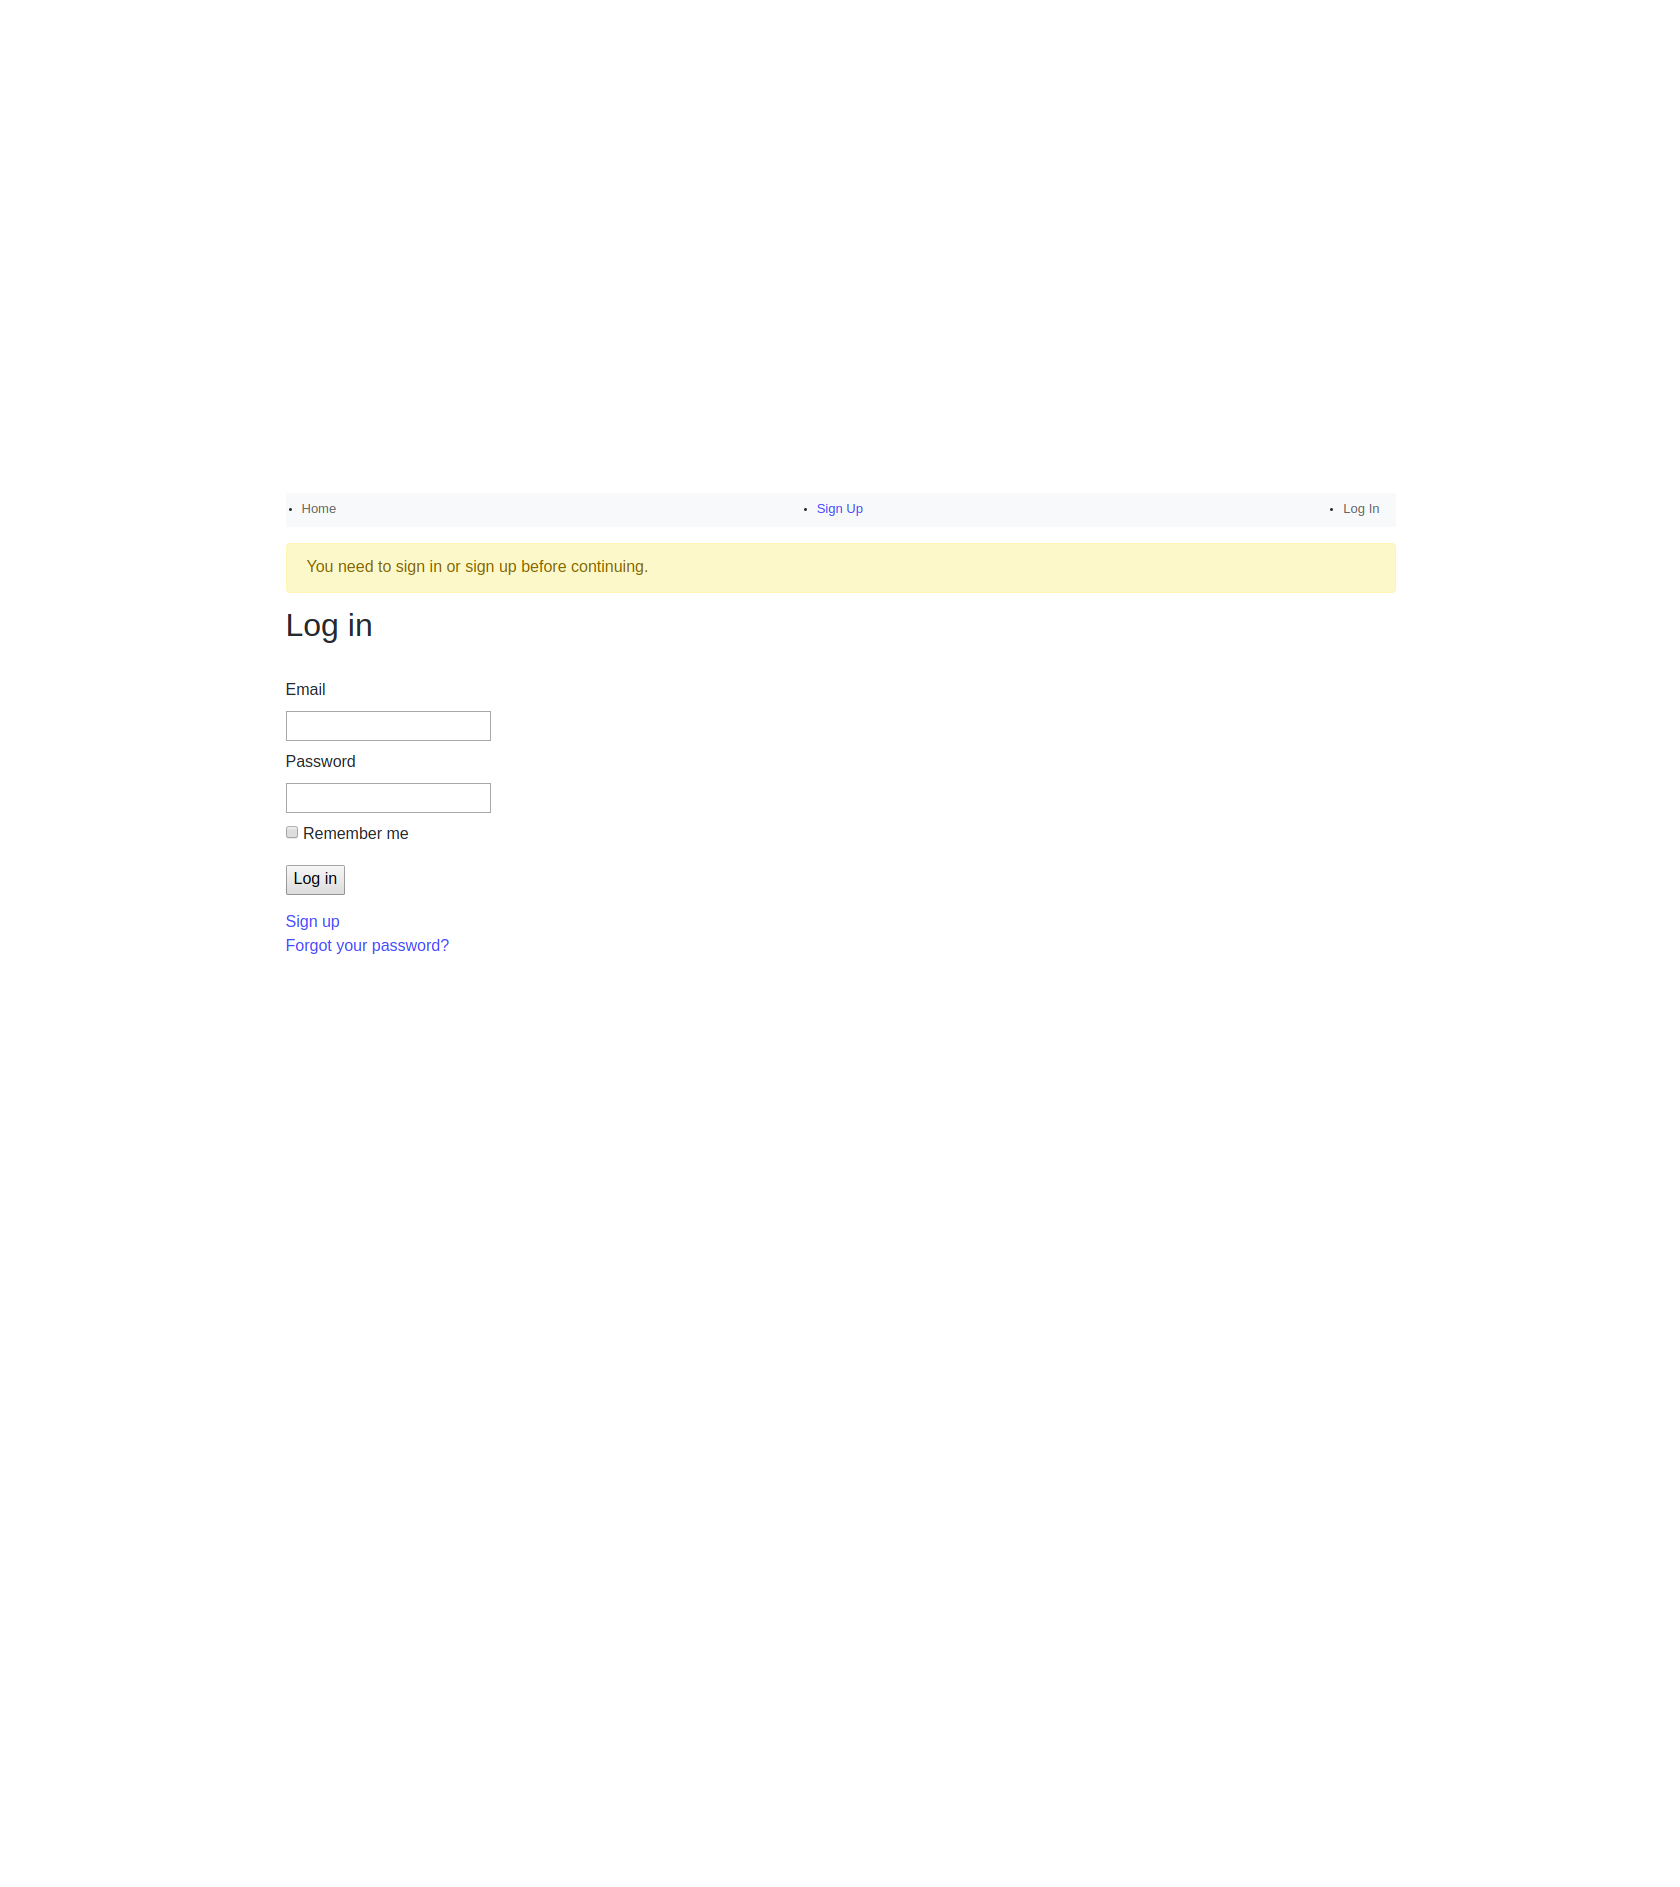 Home Sign Up Log In
You need to sign in or sign up before continuing.
Log in
Email
Password
Remember me
Log in
Sign up
Forgot your password?